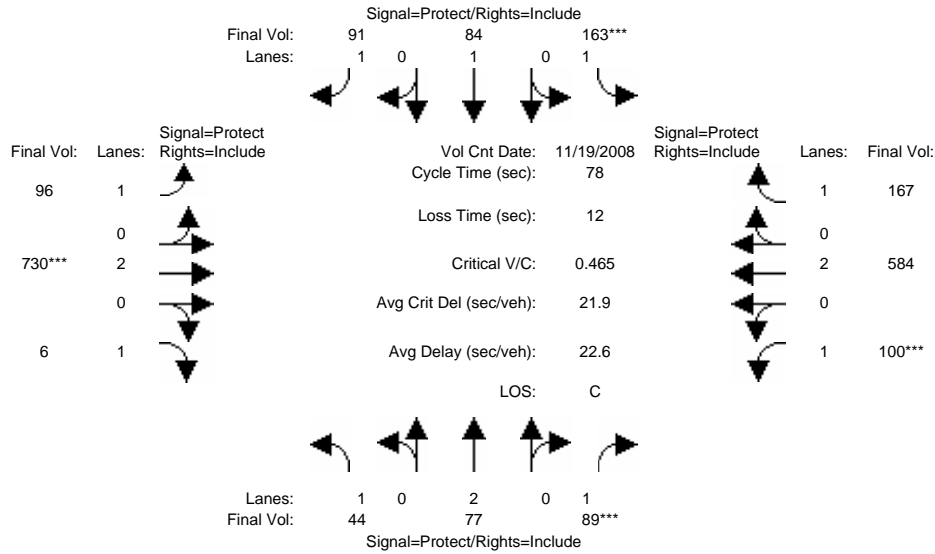 Signal=Protect/Rights=Include
Final Vol: 91 84 163***
Lanes: 1 0 1 0 1
Signal=Protect Signal=Protect
Final Vol: Lanes: Rights=Include Vol Cnt Date: 11/19/2008 Rights=Include Lanes: Final Vol:
Cycle Time (sec): 78
96 1 1 167
Loss Time (sec): 12
0 0
730*** 2 Critical V/C: 0.465 2 584
0 Avg Crit Del (sec/veh): 21.9 0
6 1 Avg Delay (sec/veh): 22.6 1 100***
LOS: C
Lanes: 1 0 2 0 1
Final Vol: 44 77 89***
Signal=Protect/Rights=Include